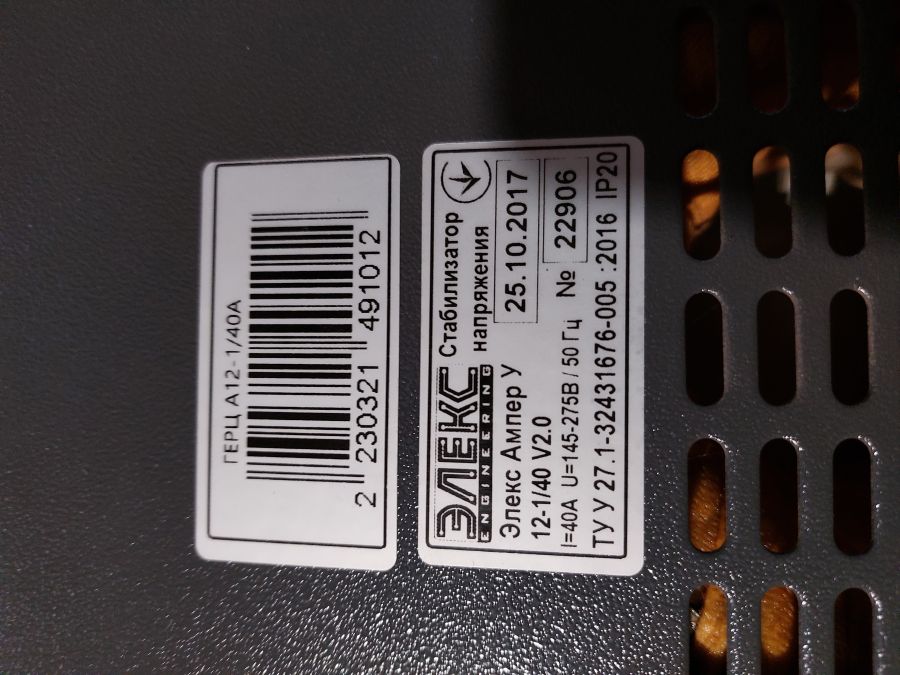 ГЕРЦ А12-1/40А
2 230321 491012
ЭЛЕКС
ENGINEERING
Стабилизатор
напряжения
Элекс Ампер У
25.10.2017
12-1/40 V2.0
№ 22906
I=40А U=145-275В / 50 Гц
ТУ У 27.1-32431676-005 :2016 IP20